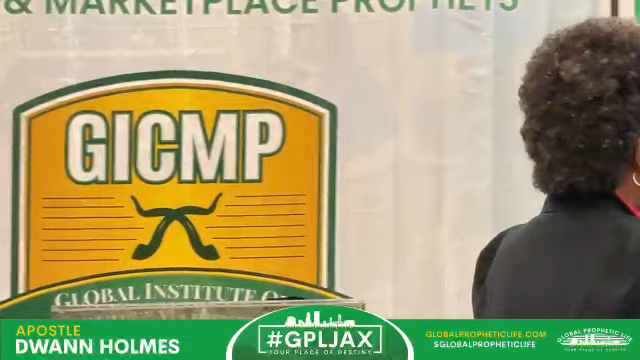 & MARKETPLACE PROPHETS
GICMP
GLOBAL INSTITUTE O
APOSTLE
DWANN HOLMES
#GPLJAX
YOUR PLACE OF DESTINY
GLOBALPROPHETICLIFE.COM
$GLOBALPROPHETICLIFE
GLOBAL PROPHETIC LIFE